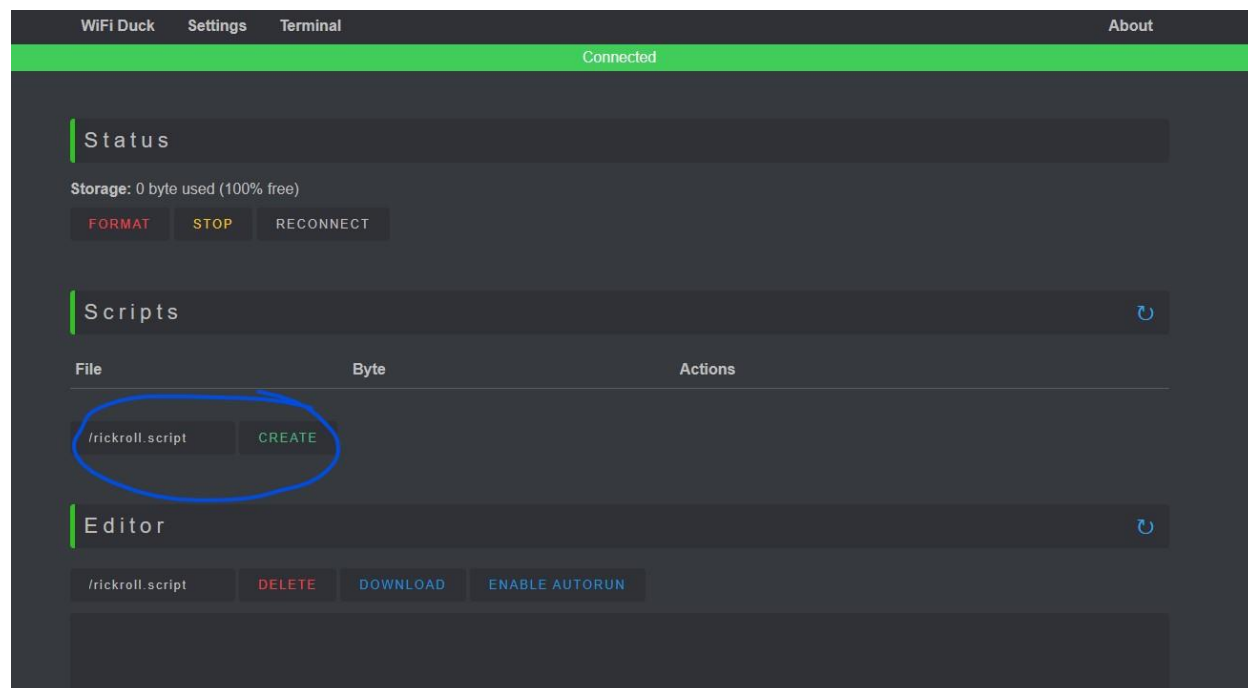 WiFi Duck Settings Terminal About
Connected
Status
Storage: 0 byte used (100% free)
FORMAT STOP RECONNECT
Scripts
File Byte Actions
/rickroll.script CREATE
Editor
/rickroll.script DELETE DOWNLOAD ENABLE AUTORUN